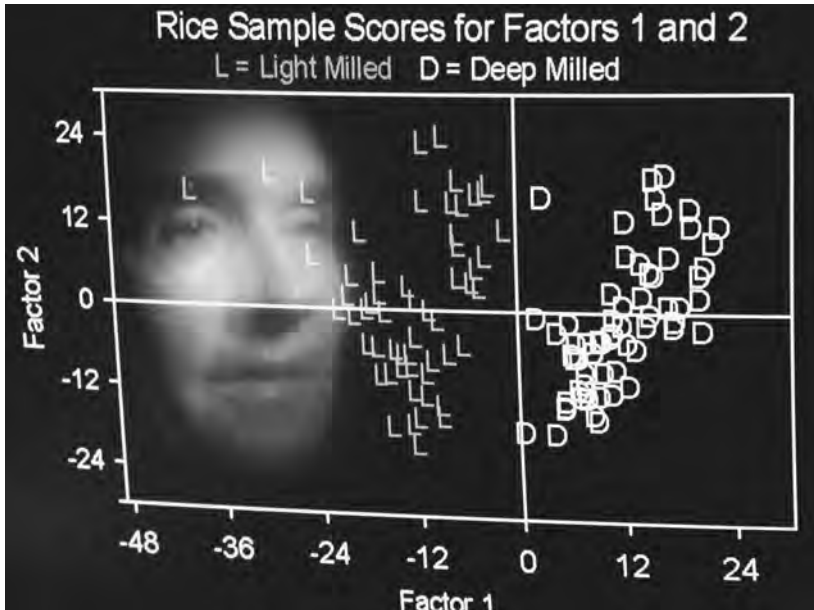 Rice Sample Scores for Factors 1 and 2
L = Light Milled D = Deep Milled
24
12
0
-12
-24
Factor 2
-48 -36 -24 -12 0 12 24
Factor 1